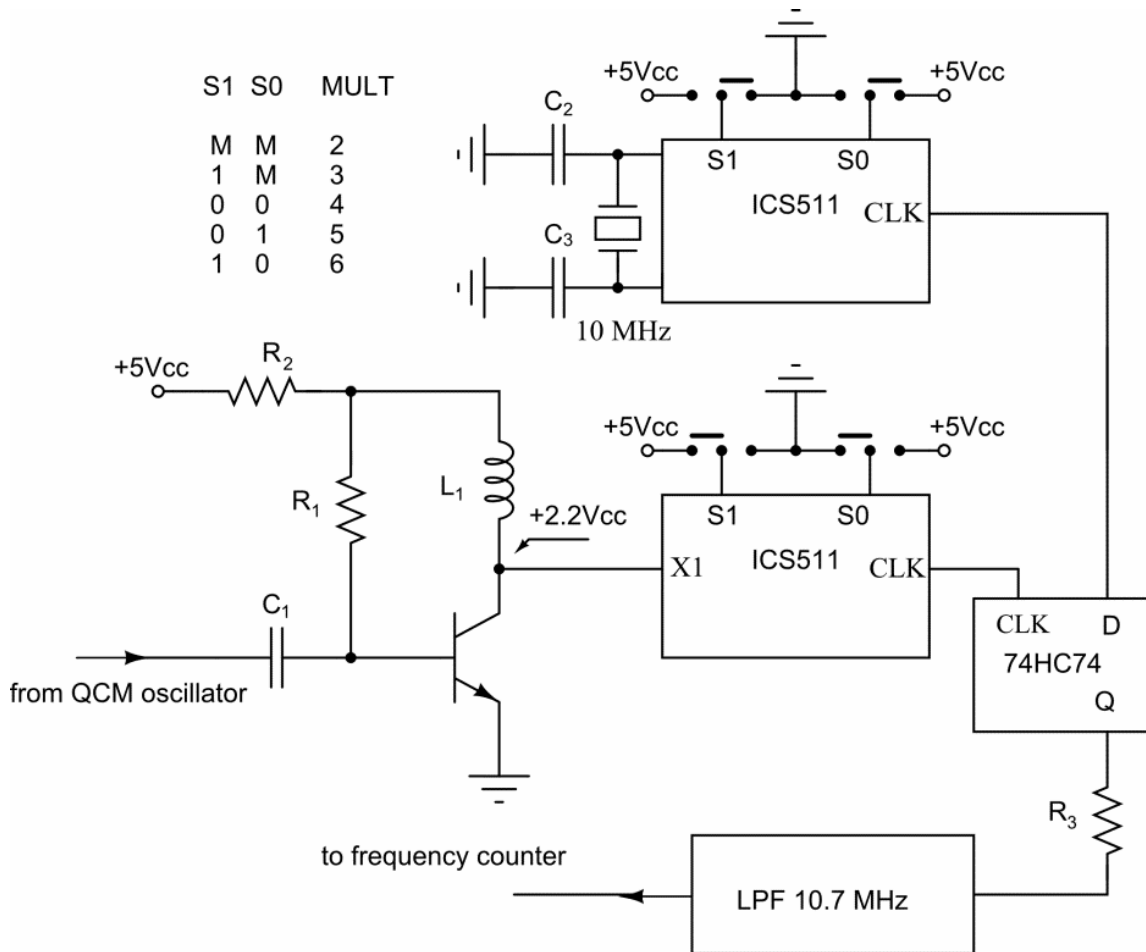 S1 S0 MULT
M M 2
1 M 3
0 0 4
0 1 5
1 0 6
+5Vcc
+5Vcc
C2
S1
S0
ICS511
CLK
C3
10 MHz
+5Vcc
R2
R1
L1
+2.2Vcc
+5Vcc
+5Vcc
S1
S0
ICS511
X1
CLK
C1
from QCM oscillator
CLK
D
74HC74
Q
R3
to frequency counter
LPF 10.7 MHz